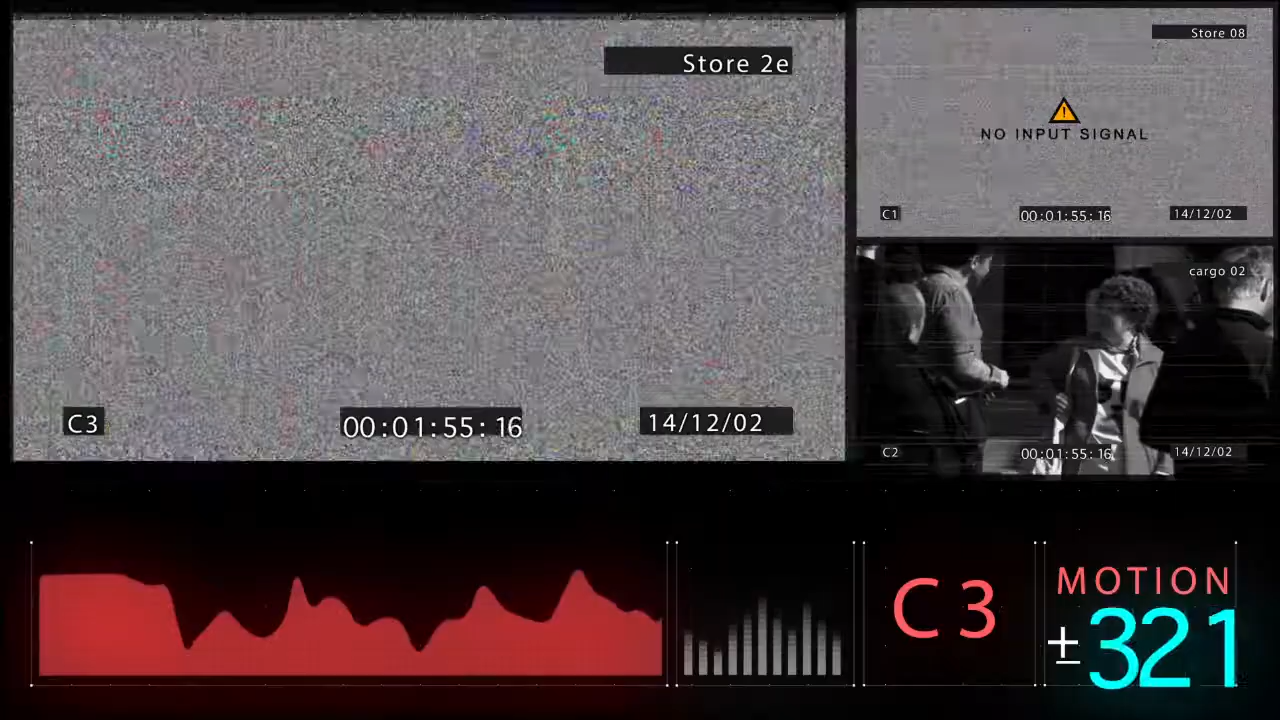 Store 2e
C3
00:01:55:16
14/12/02
Store 08
!
NO INPUT SIGNAL
C1
00:01:55:16
14/12/02
cargo 02
C2
00:01:55:16
14/12/02
C3
MOTION
±321